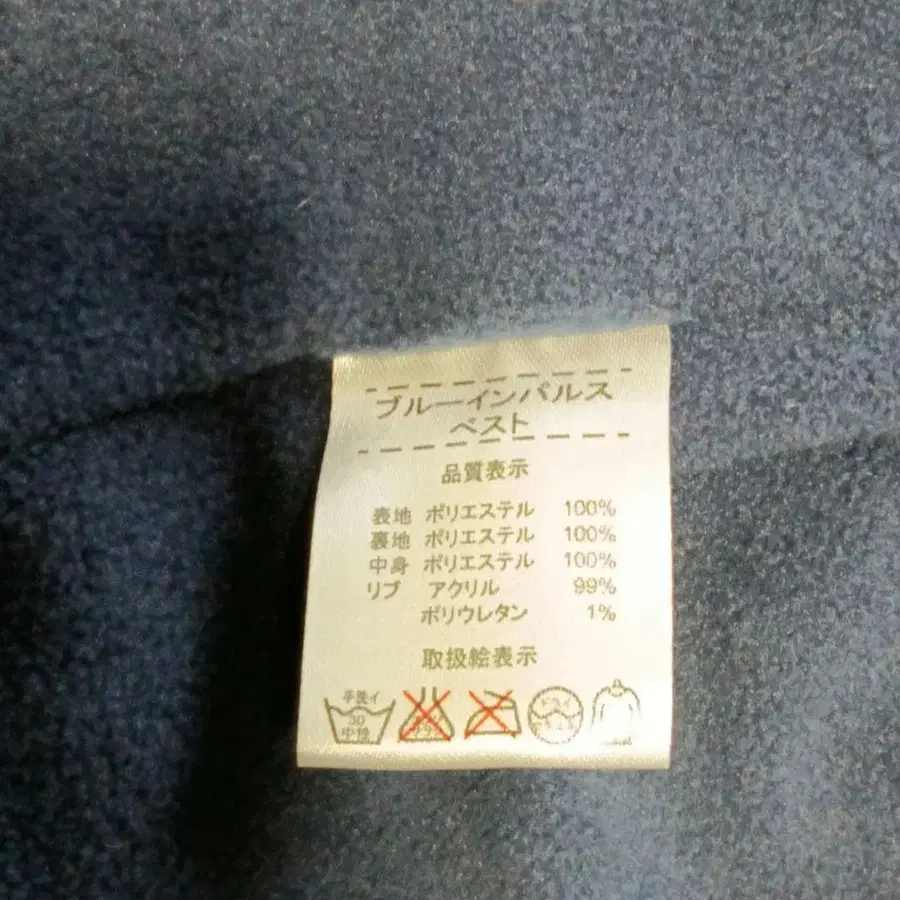 ブルーインパルス
ベスト
品質表示
表地 ポリエステル 100%
裏地 ポリエステル 100%
中身 ポリエステル 100%
リブ アクリル 99%
ポリウレタン 1%
取扱絵表示
手洗イ
30
中性